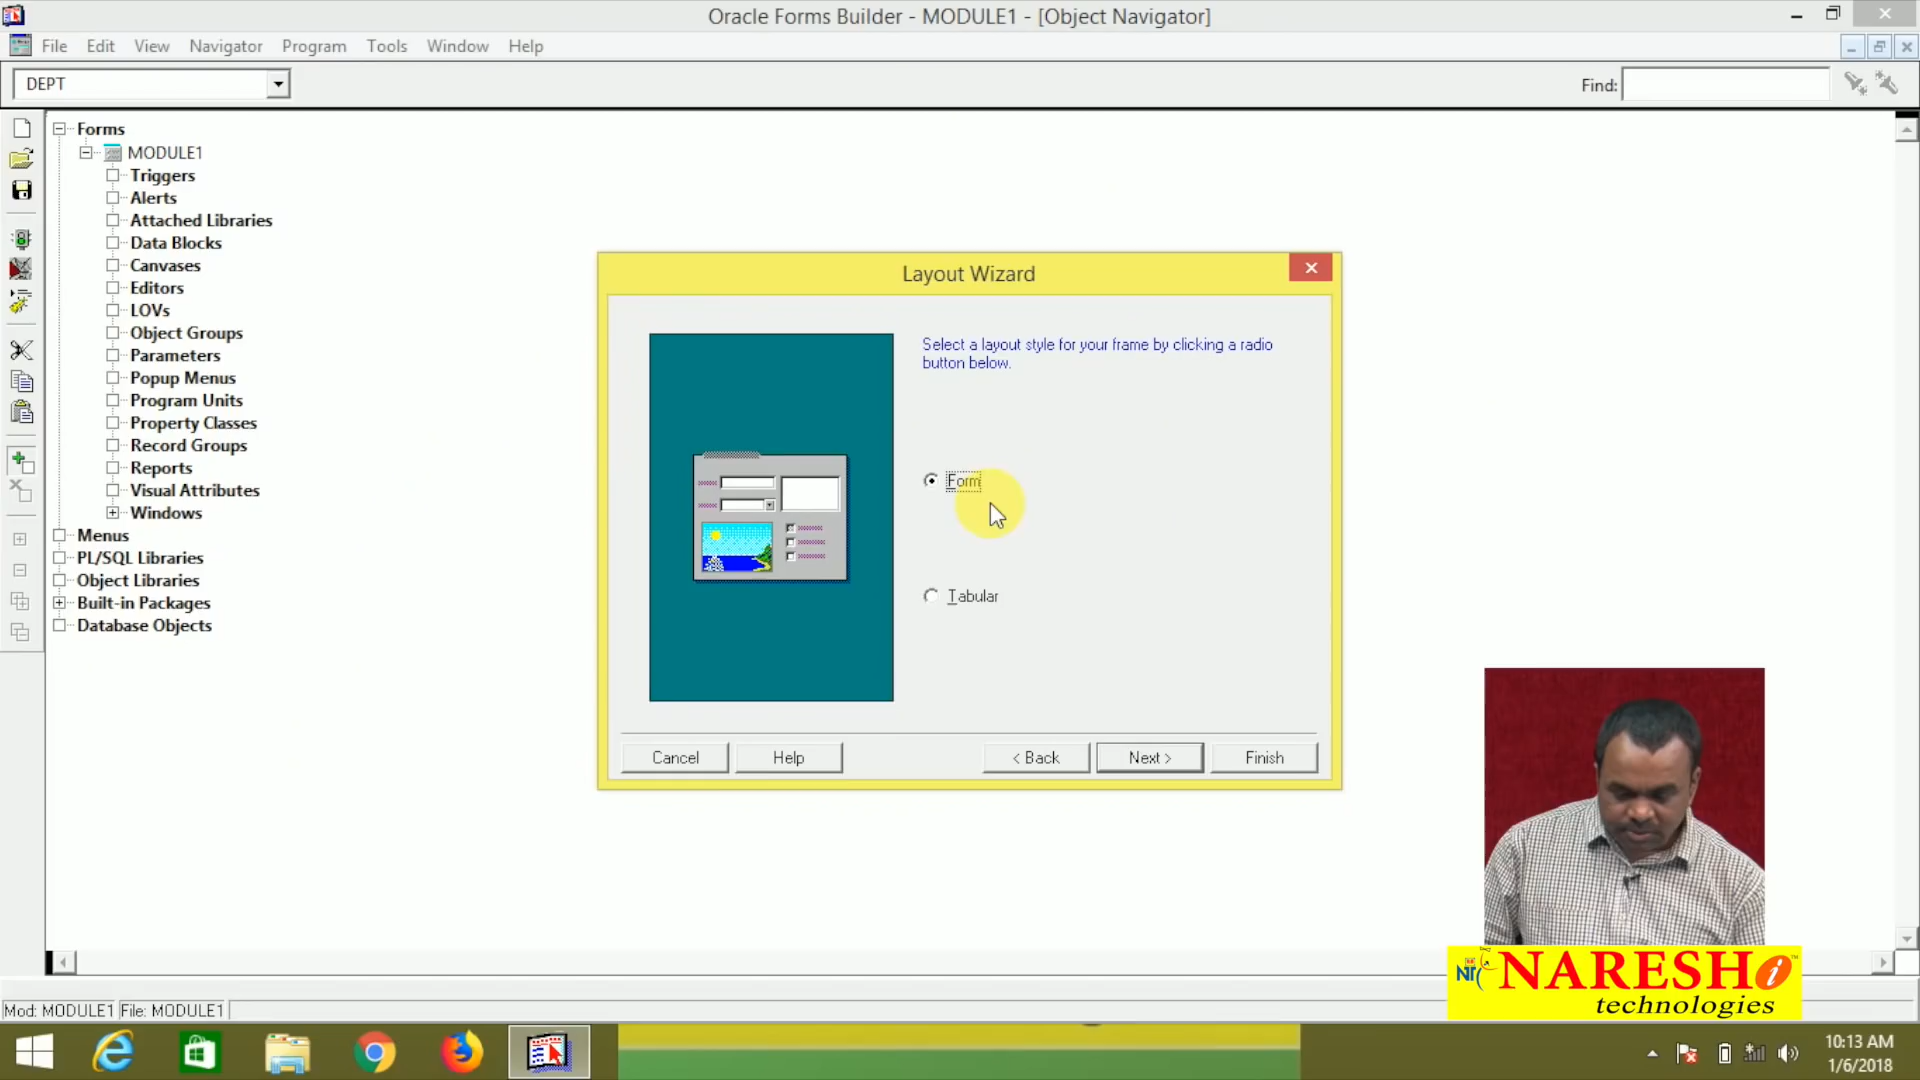 Oracle Forms Builder - MODULE1 - [Object Navigator]
File Edit View Navigator Program Tools Window Help
DEPT
Find:
Forms
MODULE1
Triggers
Alerts
Attached Libraries
Data Blocks
Canvases
Editors
LOVs
Object Groups
Parameters
Popup Menus
Program Units
Property Classes
Record Groups
Reports
Visual Attributes
Windows
Menus
PL/SQL Libraries
Object Libraries
Built-in Packages
Database Objects
Layout Wizard
Select a layout style for your frame by clicking a radio
button below.
Form
Tabular
Cancel Help < Back Next > Finish
NARESH i
technologies
Mod: MODULE1 File: MODULE1
10:13 AM
1/6/2018